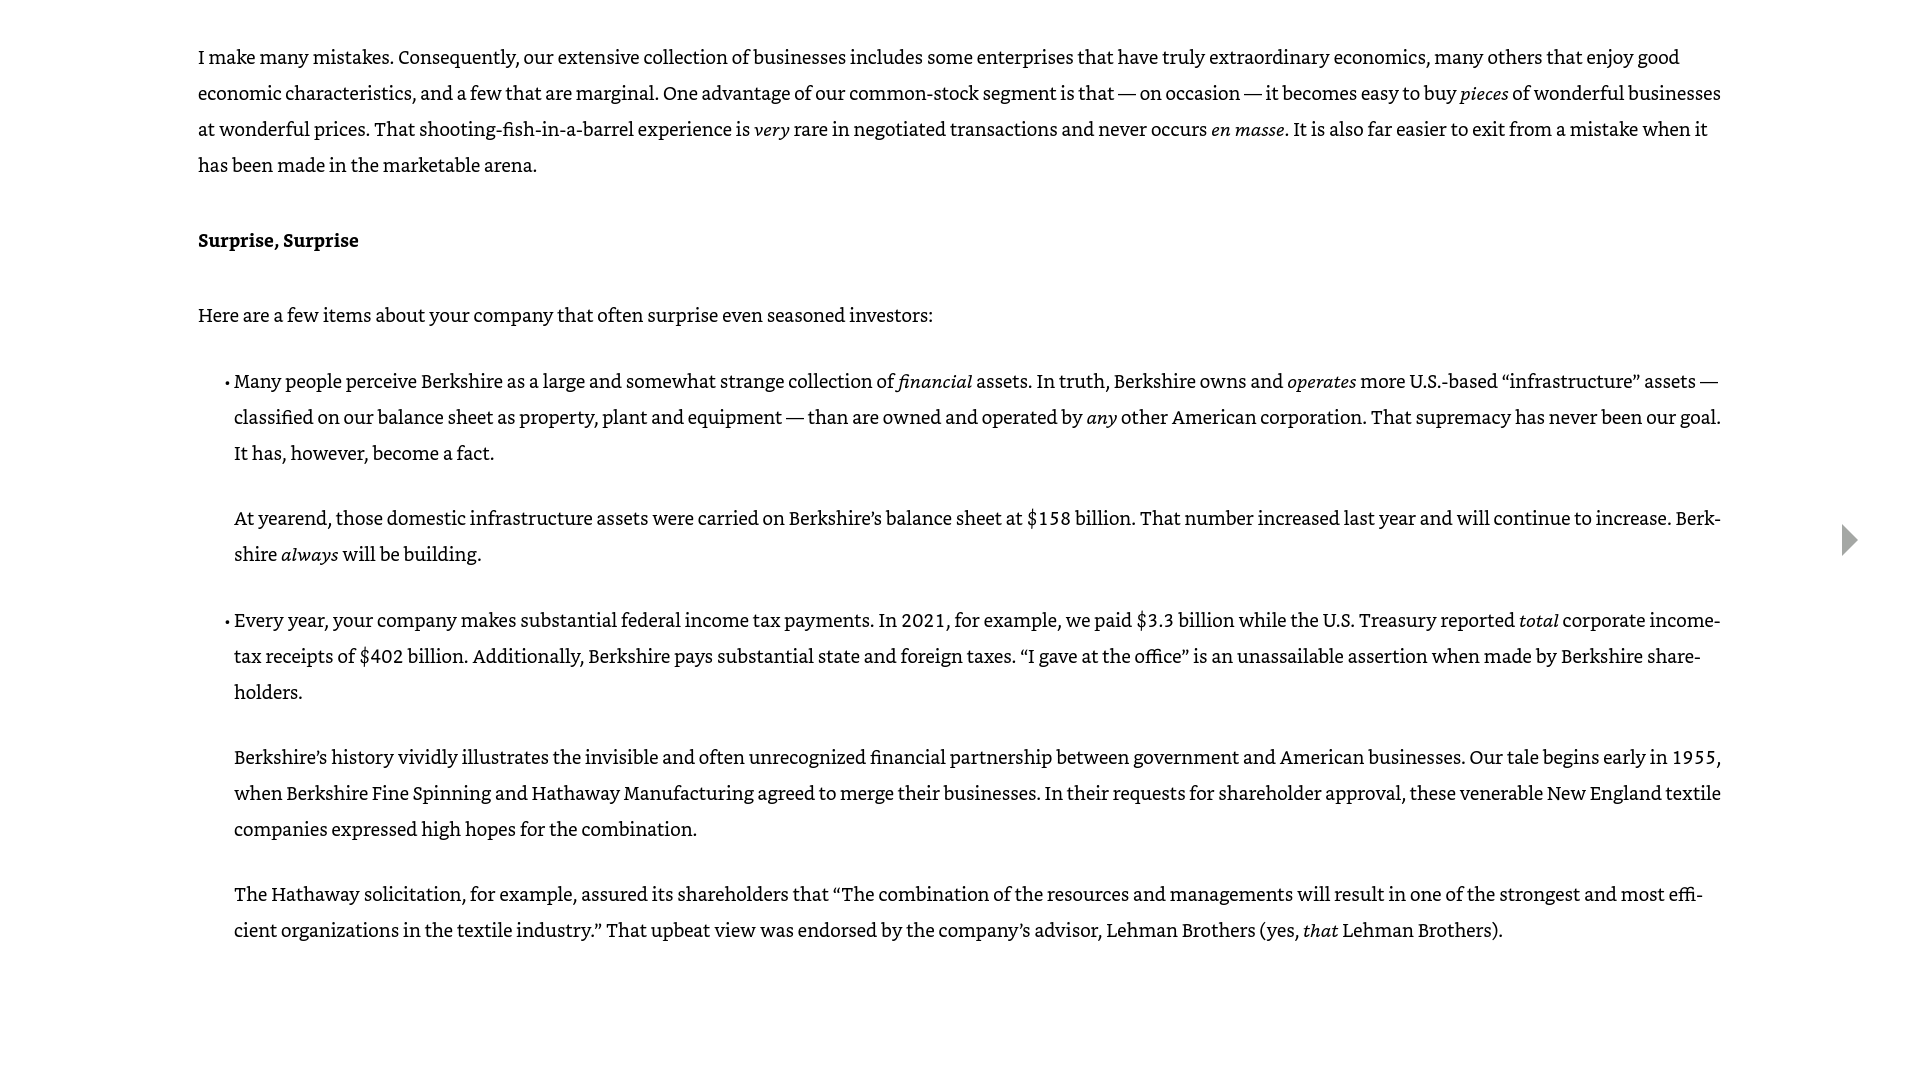 I make many mistakes. Consequently, our extensive collection of businesses includes some enterprises that have truly extraordinary economics, many others that enjoy good
economic characteristics, and a few that are marginal. One advantage of our common-stock segment is that — on occasion — it becomes easy to buy pieces of wonderful businesses
at wonderful prices. That shooting-fish-in-a-barrel experience is very rare in negotiated transactions and never occurs en masse. It is also far easier to exit from a mistake when it
has been made in the marketable arena.
Surprise, Surprise
Here are a few items about your company that often surprise even seasoned investors:
• Many people perceive Berkshire as a large and somewhat strange collection of financial assets. In truth, Berkshire owns and operates more U.S.-based “infrastructure” assets —
classified on our balance sheet as property, plant and equipment — than are owned and operated by any other American corporation. That supremacy has never been our goal.
It has, however, become a fact.
At yearend, those domestic infrastructure assets were carried on Berkshire’s balance sheet at $158 billion. That number increased last year and will continue to increase. Berk-
shire always will be building.
• Every year, your company makes substantial federal income tax payments. In 2021, for example, we paid $3.3 billion while the U.S. Treasury reported total corporate income-
tax receipts of $402 billion. Additionally, Berkshire pays substantial state and foreign taxes. “I gave at the office” is an unassailable assertion when made by Berkshire share-
holders.
Berkshire’s history vividly illustrates the invisible and often unrecognized financial partnership between government and American businesses. Our tale begins early in 1955,
when Berkshire Fine Spinning and Hathaway Manufacturing agreed to merge their businesses. In their requests for shareholder approval, these venerable New England textile
companies expressed high hopes for the combination.
The Hathaway solicitation, for example, assured its shareholders that “The combination of the resources and managements will result in one of the strongest and most effi-
cient organizations in the textile industry.” That upbeat view was endorsed by the company’s advisor, Lehman Brothers (yes, that Lehman Brothers).